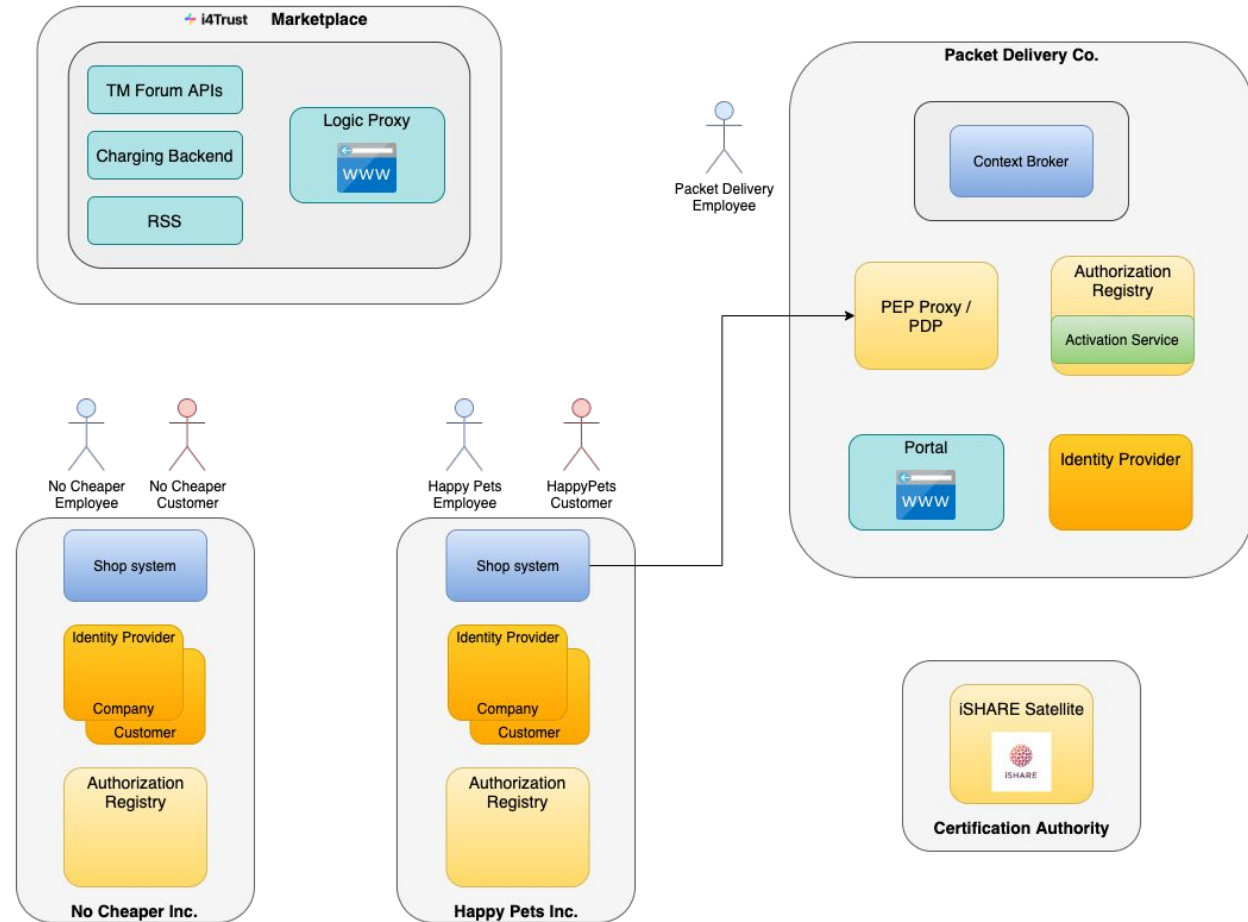 i4Trust Marketplace
TM Forum APIs
Charging Backend
RSS
Logic Proxy
WWW
Packet Delivery
Employee
Packet Delivery Co.
Context Broker
PEP Proxy /
PDP
Authorization
Registry
Activation Service
Portal
WWW
Identity Provider
No Cheaper
Employee
No Cheaper
Customer
Shop system
Identity Provider
Company
Customer
Authorization
Registry
No Cheaper Inc.
Happy Pets
Employee
HappyPets
Customer
Shop system
Identity Provider
Company
Customer
Authorization
Registry
Happy Pets Inc.
iSHARE Satellite
iSHARE
Certification Authority